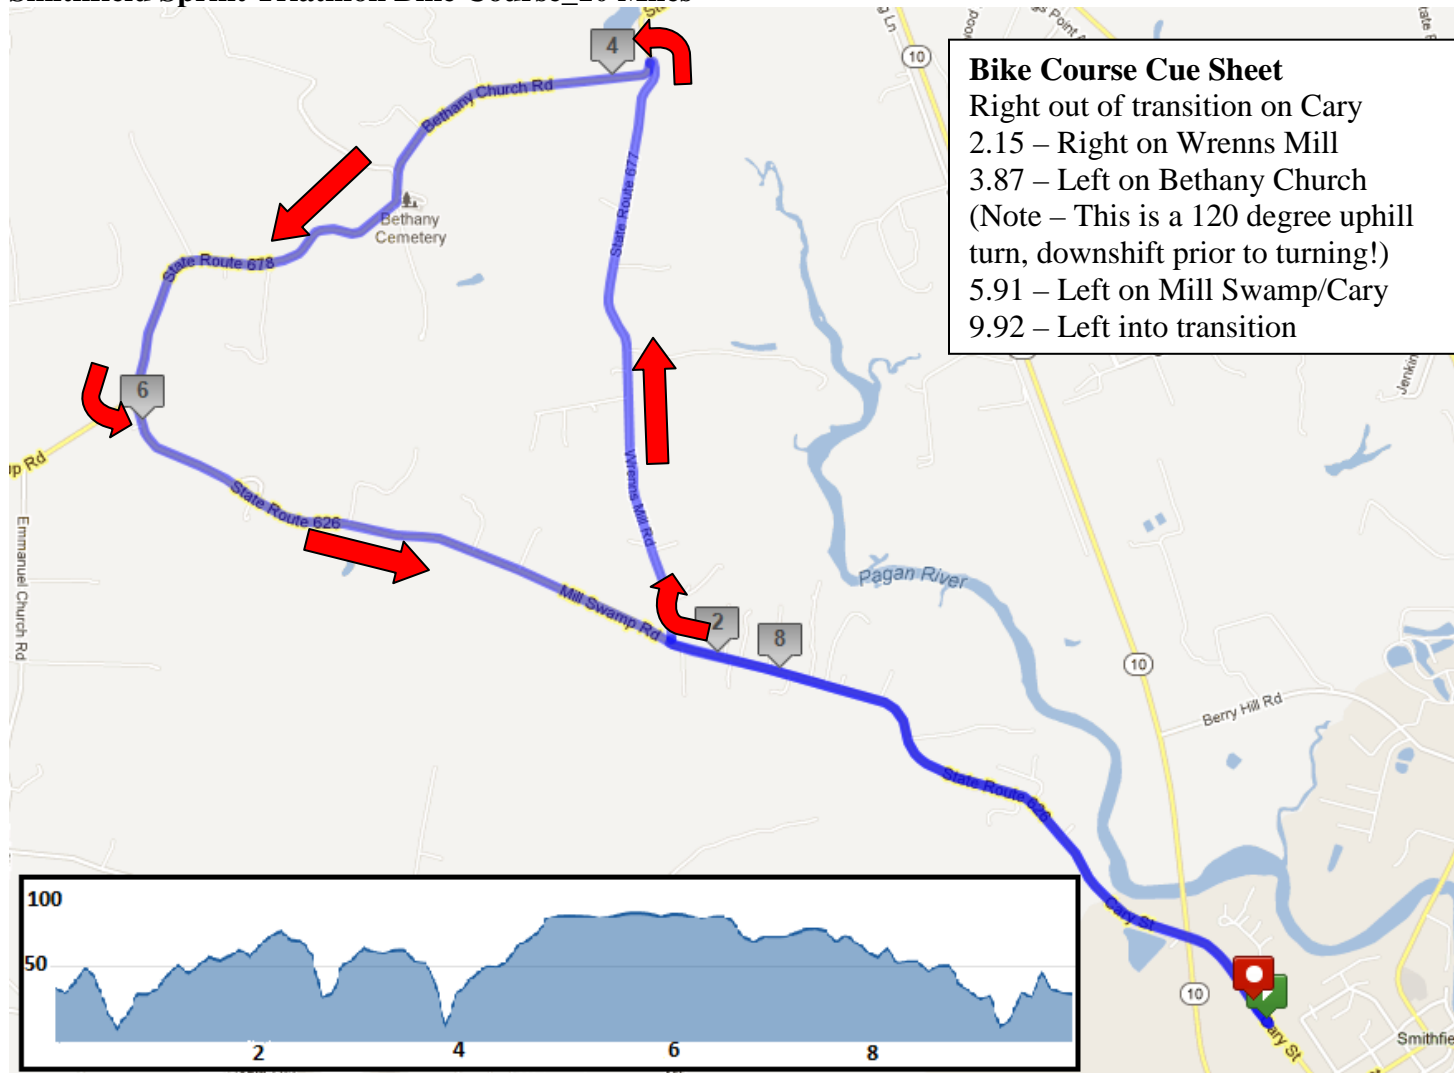 4
10
Bethany Church Rd
Bethany
Cemetery
State Route 677
State Route 678
Bike Course Cue Sheet
Right out of transition on Cary
2.15 – Right on Wrenns Mill
3.87 – Left on Bethany Church
(Note – This is a 120 degree uphill
turn, downshift prior to turning!)
5.91 – Left on Mill Swamp/Cary
9.92 – Left into transition
6
State Route 626
Emmanuel Church Rd
Wrenns Mill Rd
Mill Swamp Rd
2
8
Pagan River
10
Berry Hill Rd
State Route 626
Cary St
10
Cary St
100
50
2
4
6
8